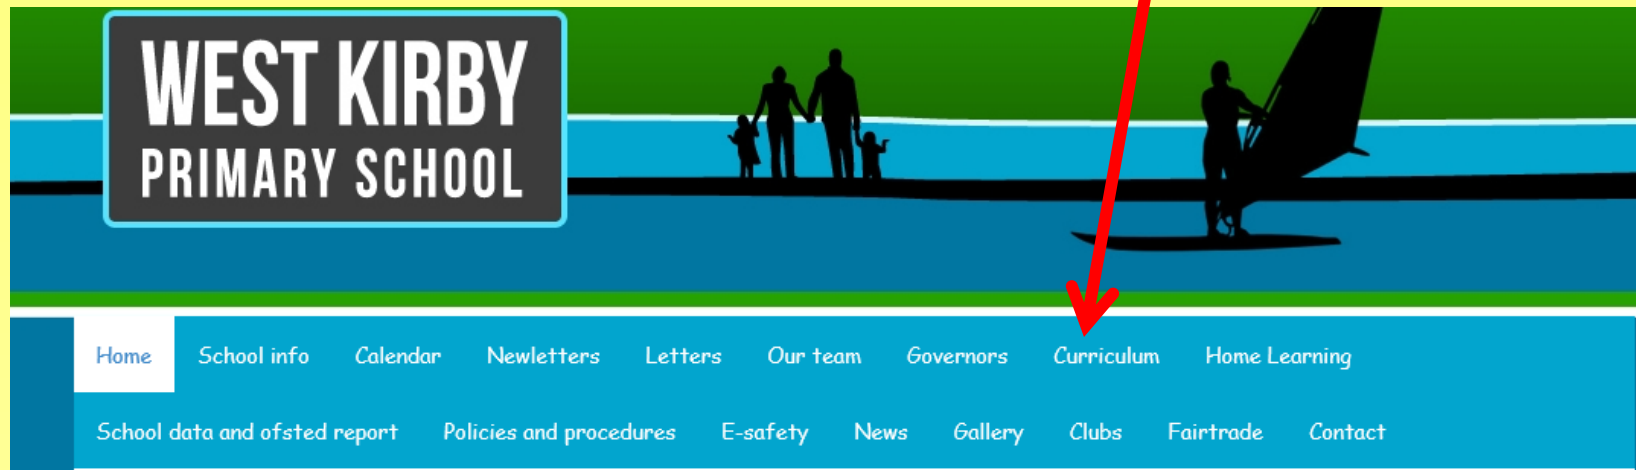 WEST KIRBY
PRIMARY SCHOOL
Home School info Calendar Newletters Letters Our team Governors Curriculum Home Learning
School data and ofsted report Policies and procedures E-safety News Gallery Clubs Fairtrade Contact